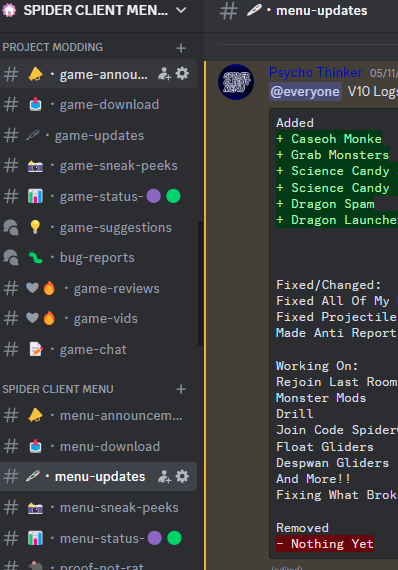 SPIDER CLIENT MEN...
PROJECT MODDING
game-annou...
game-download
game-updates
game-sneak-peeks
game-status-
game-suggestions
bug-reports
game-reviews
game-vids
game-chat
SPIDER CLIENT MENU
menu-announcem...
menu-download
menu-updates
menu-sneak-peeks
menu-status-
proof-not-rat
menu-updates
SPIDER CLIENT MENU
Psycho Thinker 05/11/
@everyone V10 Logs
Added
+ Caseoh Monke
+ Grab Monsters
+ Science Candy
+ Science Candy
+ Dragon Spam
+ Dragon Launche
Fixed/Changed:
Fixed All Of My
Fixed Projectile
Made Anti Report
Working On:
Rejoin Last Room
Monster Mods
Drill
Join Code Spider
Float Gliders
Despwan Gliders
And More!!
Fixing What Brok
Removed
- Nothing Yet
(edited)